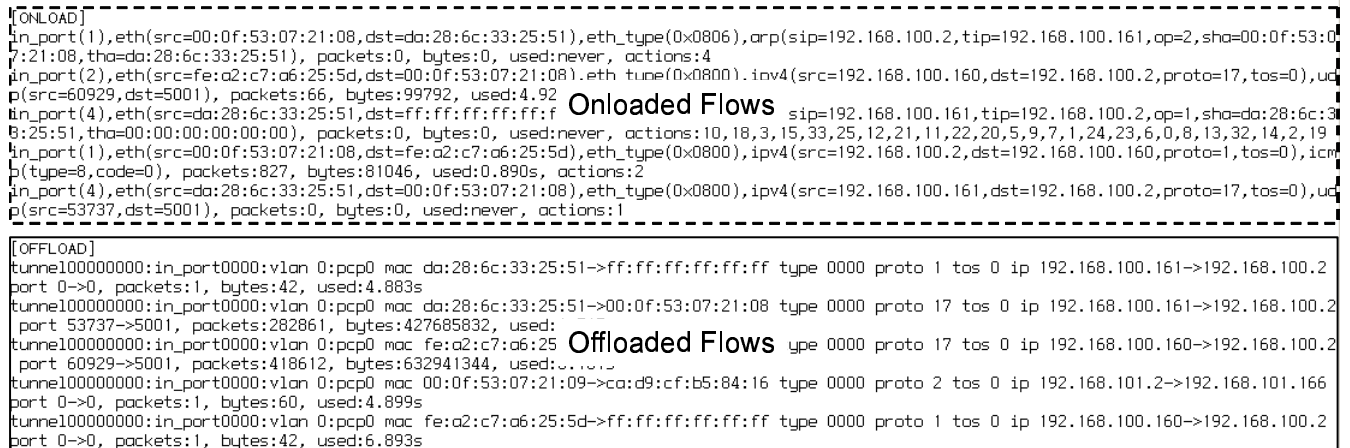 [ONLOAD]
in_port(1),eth(src=00:0f:53:07:21:08,dst=da:28:6c:33:25:51),eth_type(0x0806),arp(sip=192.168.100.2,tip=192.168.100.161,op=2,sha=00:0f:53:0
7:21:08,tha=da:28:6c:33:25:51), packets:0, bytes:0, used:never, actions:4
in_port(2),eth(src=fe:a2:c7:a6:25:5d,dst=00:0f:53:07:21:08),eth_type(0x0800),ipv4(src=192.168.100.160,dst=192.168.100.2,proto=17,tos=0),ud
p(src=60929,dst=5001), packets:66, bytes:99792, used:4.92
Onloaded Flows
in_port(4),eth(src=da:28:6c:33:25:51,dst=ff:ff:ff:ff:ff:f sip=192.168.100.161,tip=192.168.100.2,op=1,sha=da:28:6c:3
3:25:51,tha=00:00:00:00:00:00), packets:0, bytes:0, used:never, actions:10,18,3,15,33,25,12,21,11,22,20,5,9,7,1,24,23,6,0,8,13,32,14,2,19
in_port(1),eth(src=00:0f:53:07:21:08,dst=fe:a2:c7:a6:25:5d),eth_type(0x0800),ipv4(src=192.168.100.2,dst=192.168.100.160,proto=1,tos=0),icm
p(type=8,code=0), packets:827, bytes:81046, used:0.890s, actions:2
in_port(4),eth(src=da:28:6c:33:25:51,dst=00:0f:53:07:21:08),eth_type(0x0800),ipv4(src=192.168.100.161,dst=192.168.100.2,proto=17,tos=0),ud
p(src=53737,dst=5001), packets:0, bytes:0, used:never, actions:1
[OFFLOAD]
tunnel00000000:in_port0000:vlan 0:pcp0 mac da:28:6c:33:25:51->ff:ff:ff:ff:ff:ff type 0000 proto 1 tos 0 ip 192.168.100.161->192.168.100.2
port 0->0, packets:1, bytes:42, used:4.883s
tunnel00000000:in_port0000:vlan 0:pcp0 mac da:28:6c:33:25:51->00:0f:53:07:21:08 type 0000 proto 17 tos 0 ip 192.168.100.161->192.168.100.2
port 53737->5001, packets:282861, bytes:427685832, used:
Offloaded Flows
tunnel00000000:in_port0000:vlan 0:pcp0 mac fe:a2:c7:a6:25 ype 0000 proto 17 tos 0 ip 192.168.100.160->192.168.100.2
port 60929->5001, packets:418612, bytes:632941344, used:
tunnel00000000:in_port0000:vlan 0:pcp0 mac 00:0f:53:07:21:09->ca:d9:cf:b5:84:16 type 0000 proto 2 tos 0 ip 192.168.101.2->192.168.101.166
port 0->0, packets:1, bytes:60, used:4.899s
tunnel00000000:in_port0000:vlan 0:pcp0 mac fe:a2:c7:a6:25:5d->ff:ff:ff:ff:ff:ff type 0000 proto 1 tos 0 ip 192.168.100.160->192.168.100.2
port 0->0, packets:1, bytes:42, used:6.893s